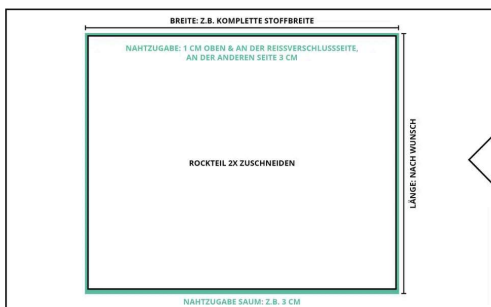 BREITE: Z.B. KOMPLETTE STOFFBREITE
NAHTZUGABE: 1 CM OBEN & AN DER REISSVERSCHLUSSSEITE,
AN DER ANDEREN SEITE 3 CM
ROCKTEIL 2X ZUSCHNEIDEN
LÄNGE: NACH WUNSCH
NAHTZUGABE SAUM: Z.B. 3 CM